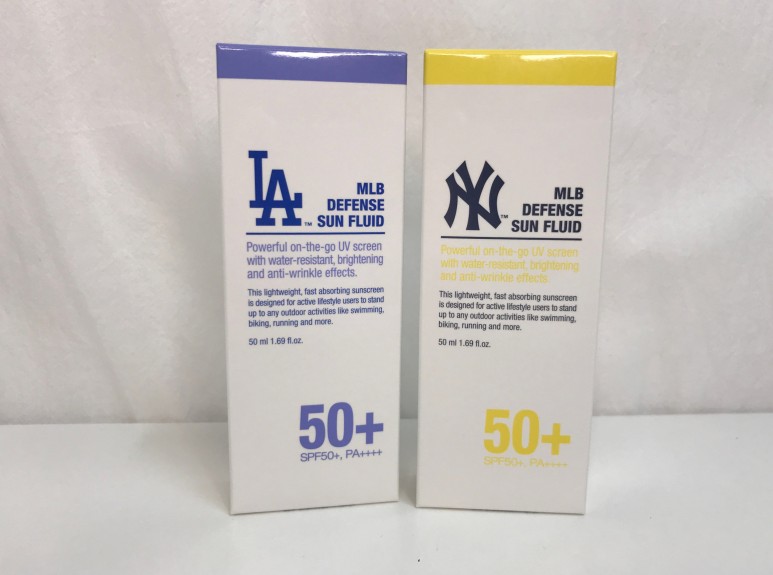 LA™
MLB
DEFENSE
SUN FLUID
Powerful on-the-go UV screen
with water-resistant, brightening
and anti-wrinkle effects.
This lightweight, fast absorbing sunscreen
is designed for active lifestyle users to stand
up to any outdoor activities like swimming,
biking, running and more.
50 ml 1.69 fl.oz.
50+
SPF50+, PA++++
NY™
MLB
DEFENSE
SUN FLUID
Powerful on-the-go UV screen
with water-resistant, brightening
and anti-wrinkle effects.
This lightweight, fast absorbing sunscreen
is designed for active lifestyle users to stand
up to any outdoor activities like swimming,
biking, running and more.
50 ml 1.69 fl.oz.
50+
SPF50+, PA++++